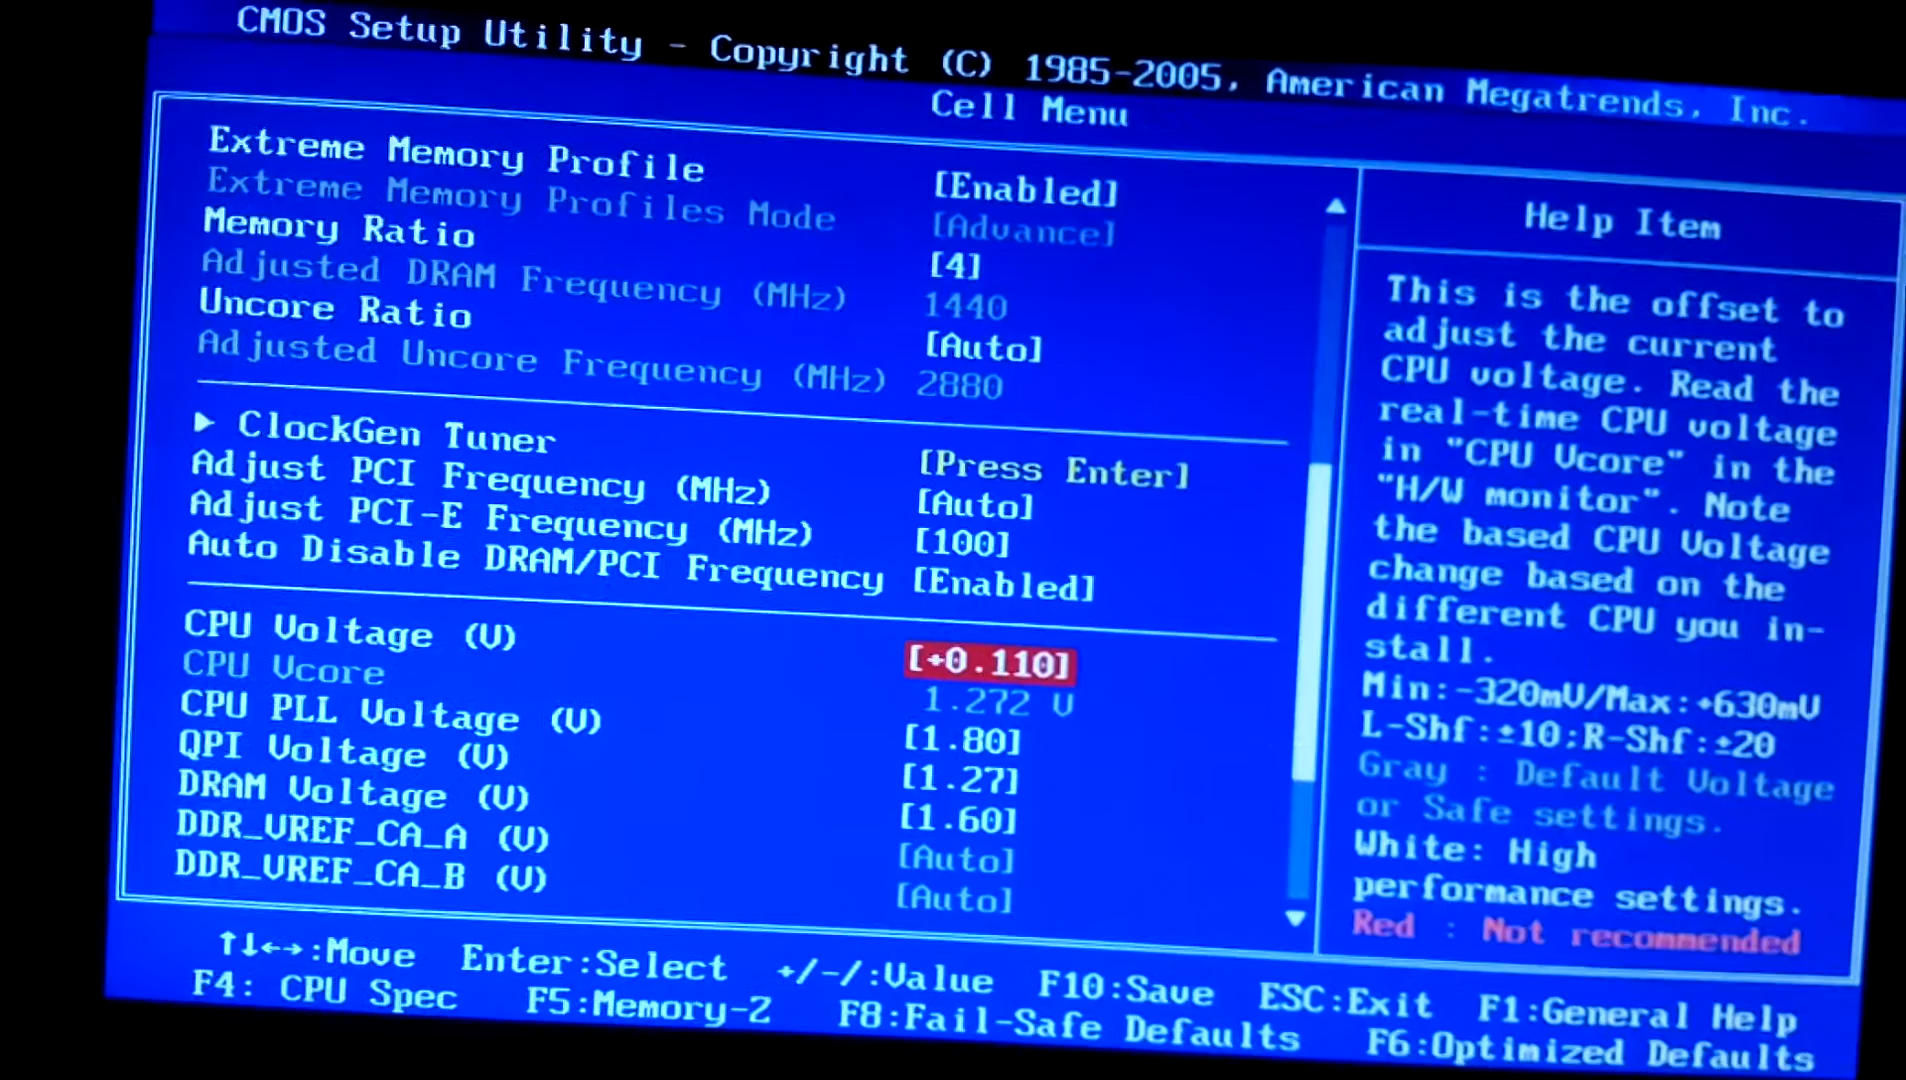 CMOS Setup Utility - Copyright (C) 1985-2005, American Megatrends, Inc.
Cell Menu
Extreme Memory Profile [Enabled]
Extreme Memory Profiles Mode [Advance]
Memory Ratio [4]
Adjusted DRAM Frequency (MHz) 1440
Uncore Ratio [Auto]
Adjusted Uncore Frequency (MHz) 2880
► ClockGen Tuner [Press Enter]
Adjust PCI Frequency (MHz) [Auto]
Adjust PCI-E Frequency (MHz) [100]
Auto Disable DRAM/PCI Frequency [Enabled]
CPU Voltage (V) [+0.110]
CPU Vcore 1.272 V
CPU PLL Voltage (V) [1.80]
QPI Voltage (V) [1.27]
DRAM Voltage (V) [1.60]
DDR_VREF_CA_A (V) [Auto]
DDR_VREF_CA_B (V) [Auto]
Help Item
This is the offset to
adjust the current
CPU voltage. Read the
real-time CPU voltage
in "CPU Vcore" in the
"H/W monitor". Note
the based CPU Voltage
change based on the
different CPU you in-
stall.
Min:-320mV/Max:+630mV
L-Shf:±10;R-Shf:±20
Gray : Default Voltage
or Safe settings.
White: High
performance settings.
Red : Not recommended
↑↓←→:Move Enter:Select +/-/:Value F10:Save ESC:Exit F1:General Help
F4: CPU Spec F5:Memory-Z F8:Fail-Safe Defaults F6:Optimized Defaults